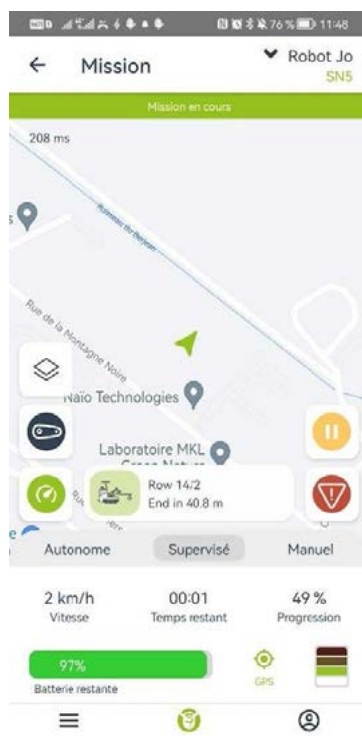 76 % 11:48
Mission
Robot Jo
SN5
Mission en cours
208 ms
Rue de la Montagne Noire
Naïo Technologies
Laboratoire MKL
Green Nature
Row 14/2
End in 40.8 m
Autonome Supervisé Manuel
2 km/h 00:01 49 %
Vitesse Temps restant Progression
97%
GPS
Batterie restante